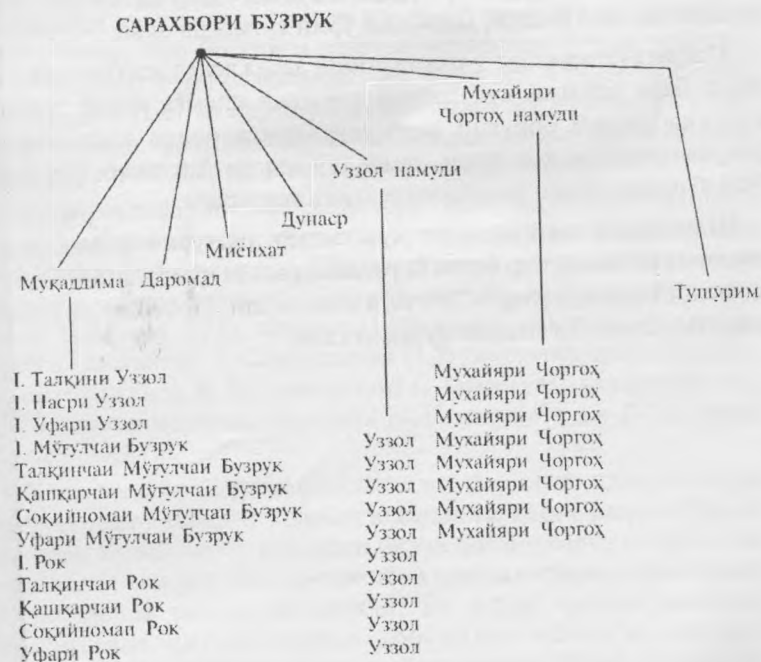 САРАХБОРИ БУЗРУК
Мухайяри
Чоргоҳ намуди
Уззол намуди
Дунаср
Миёнхат
Муқаддима Даромад
Тушурим
I. Талқини Уззол Мухайяри Чоргоҳ
I. Насри Уззол Мухайяри Чоргоҳ
I. Уфари Уззол Мухайяри Чоргоҳ
I. Мўғулчаи Бузрук Уззол Мухайяри Чоргоҳ
Талқинчаи Мўғулчаи Бузрук Уззол Мухайяри Чоргоҳ
Қашқарчаи Мўғулчаи Бузрук Уззол Мухайяри Чоргоҳ
Соқийномаи Мўғулчаи Бузрук Уззол Мухайяри Чоргоҳ
Уфари Мўғулчаи Бузрук Уззол Мухайяри Чоргоҳ
I. Рок Уззол
Талқинчаи Рок Уззол
Қашқарчаи Рок Уззол
Соқийномаи Рок Уззол
Уфари Рок Уззол